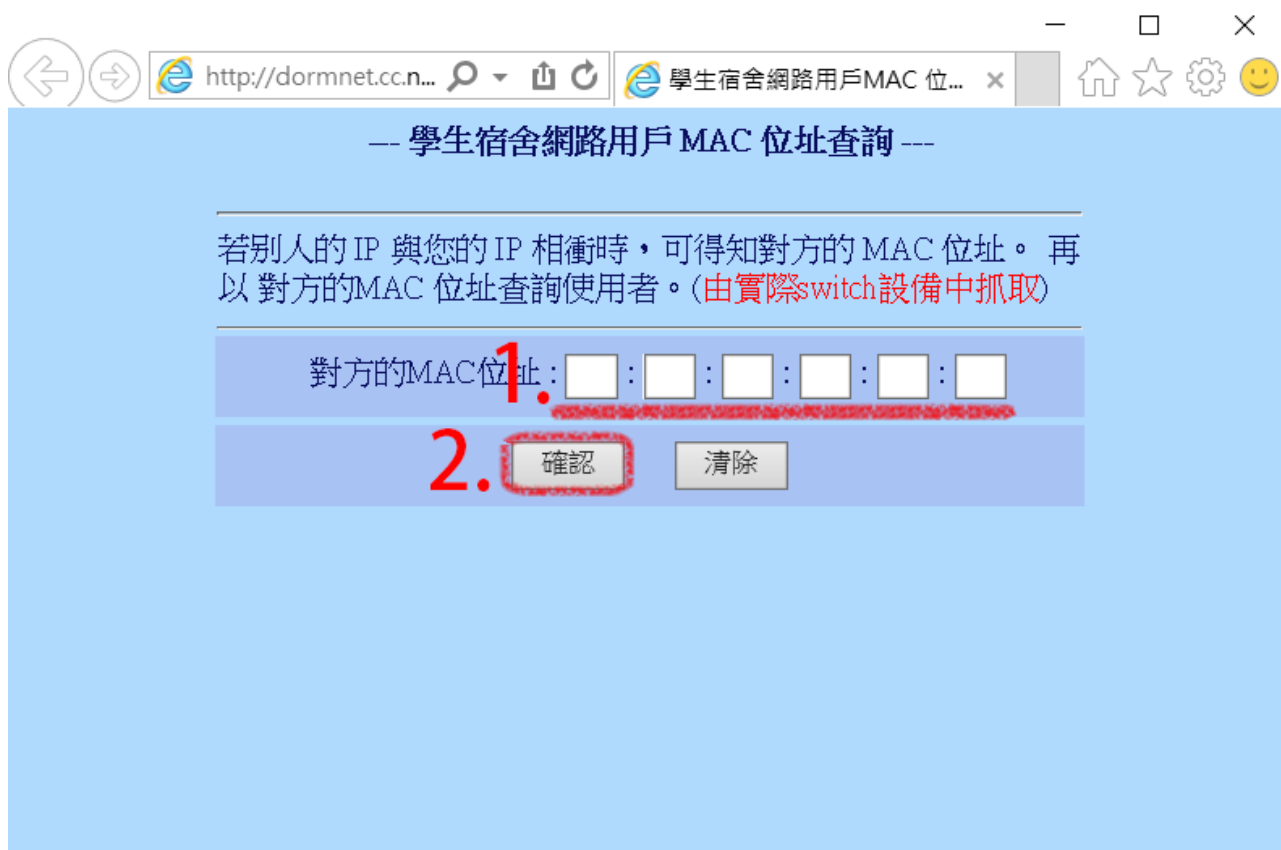 http://dormnet.cc.n...
學生宿舍網路用戶MAC 位...
--- 學生宿舍網路用戶 MAC 位址查詢 ---
若別人的 IP 與您的 IP 相衝時，可得知對方的 MAC 位址。 再
以 對方的MAC 位址查詢使用者。(由實際switch設備中抓取)
對方的MAC位址 : : : : : :
1.
2.
確認 清除